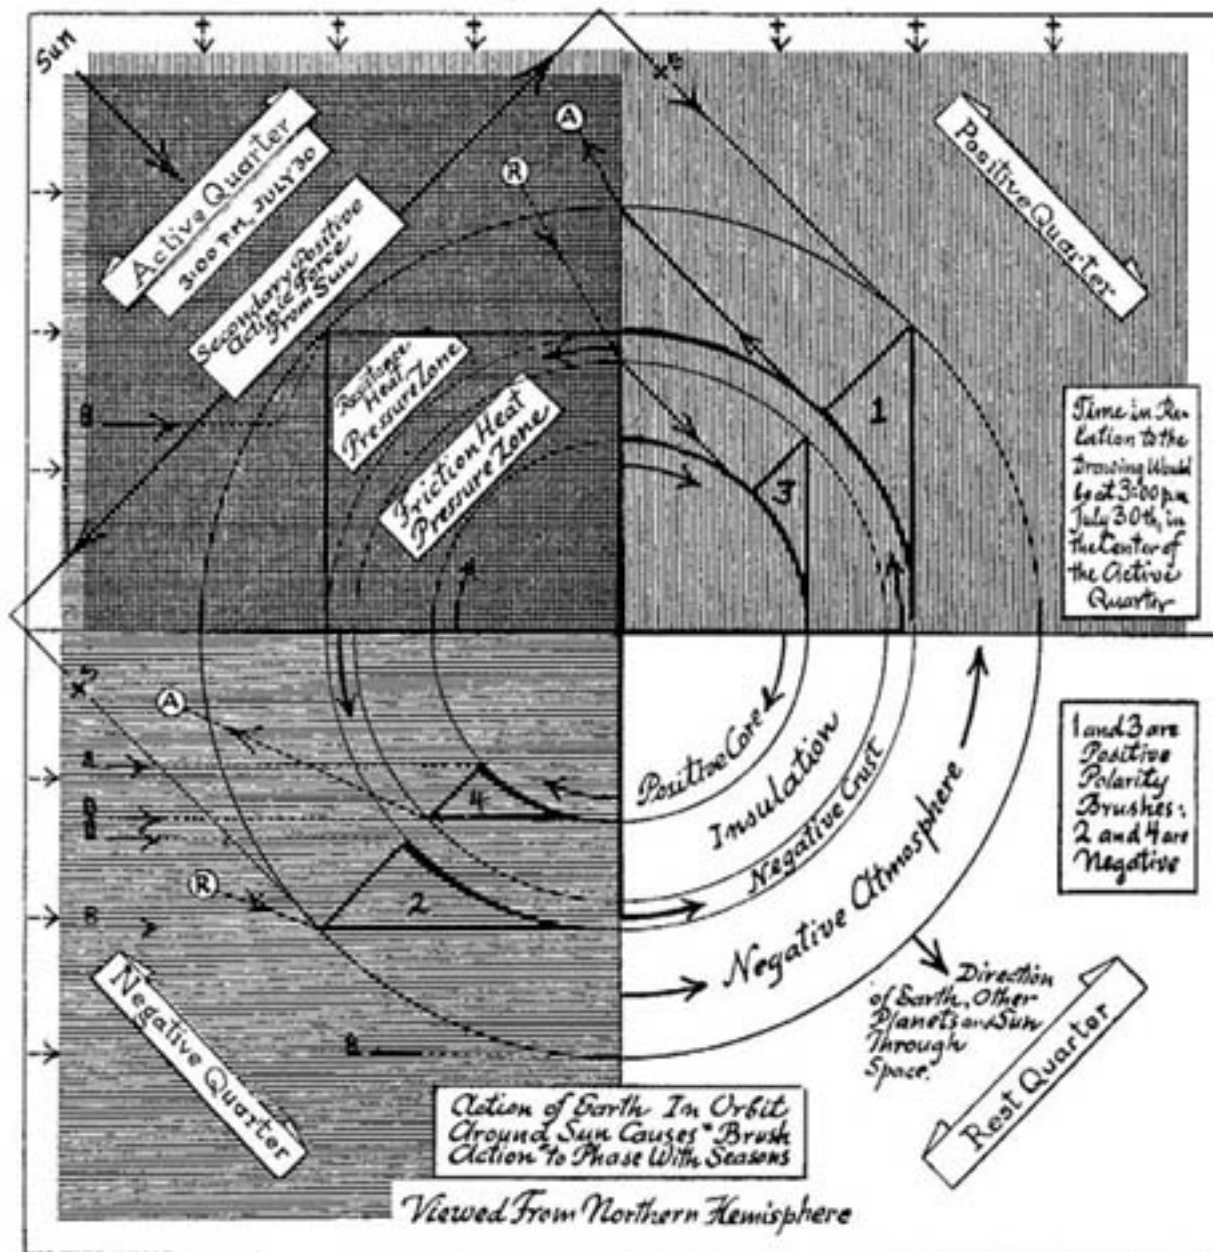 Sun
Active Quarter
3:00 P.M. JULY 30
Secondary Positive
Actinic Force
From Sun
A
R
Positive Quarter
Resistance
Heat
Pressure Zone
Friction Heat
Pressure Zone
1
3
Time in Re-
lation to the
Drawing Would
be at 3:00 p.m
July 30th, in
the Center of
the Active
Quarter
A
R
4
2
Positive Core
Insulation
Negative Crust
Negative Atmosphere
1 and 3 are
Positive
Polarity
Brushes:
2 and 4 are
Negative
Direction
of Earth, Other
Planets and Sun
Through
Space.
Negative Quarter
Rest Quarter
Action of Earth In Orbit
Around Sun Causes "Brush
Action" to Phase With Seasons
Viewed From Northern Hemisphere